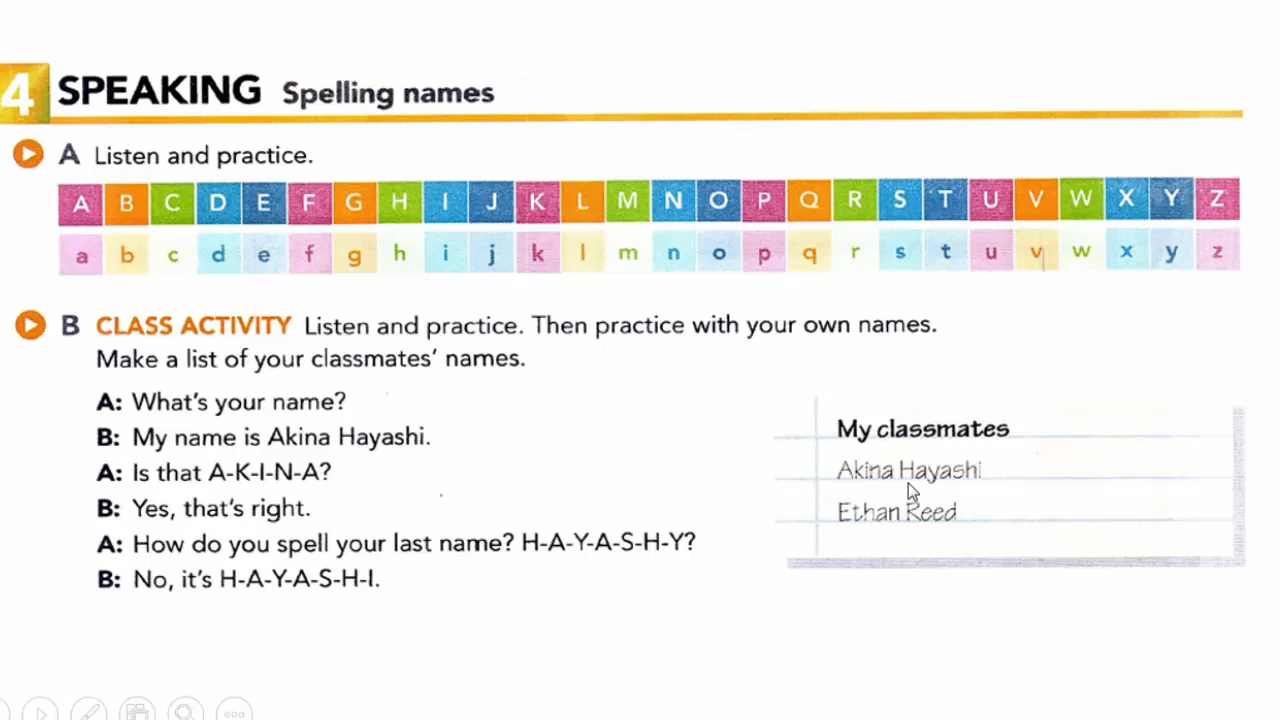 4 SPEAKING Spelling names
A Listen and practice.
A B C D E F G H I J K L M N O P Q R S T U V W X Y Z
a b c d e f g h i j k l m n o p q r s t u v w x y z
B CLASS ACTIVITY Listen and practice. Then practice with your own names.
Make a list of your classmates' names.
A: What's your name?
B: My name is Akina Hayashi.
A: Is that A-K-I-N-A?
B: Yes, that's right.
A: How do you spell your last name? H-A-Y-A-S-H-Y?
B: No, it's H-A-Y-A-S-H-I.
My classmates
Akina Hayashi
Ethan Reed